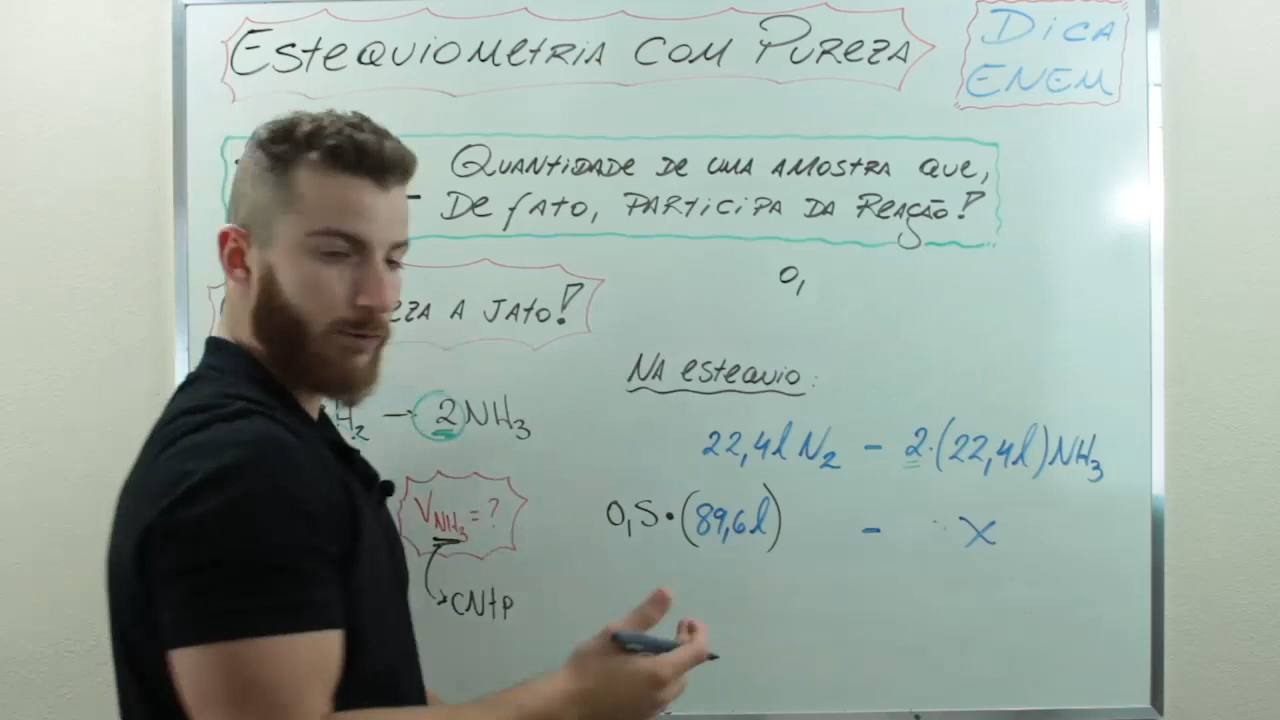 Estequiometria com Pureza
Dica
ENEM
- Quantidade de uma amostra que,
de fato, participa da reação!
0,
a jato!
Na estequio:
→ 2NH₃
22,4l N₂ - 2·(22,4l)NH₃
V_NH₃ = ?
0,5·(89,6l) - X
CNTP